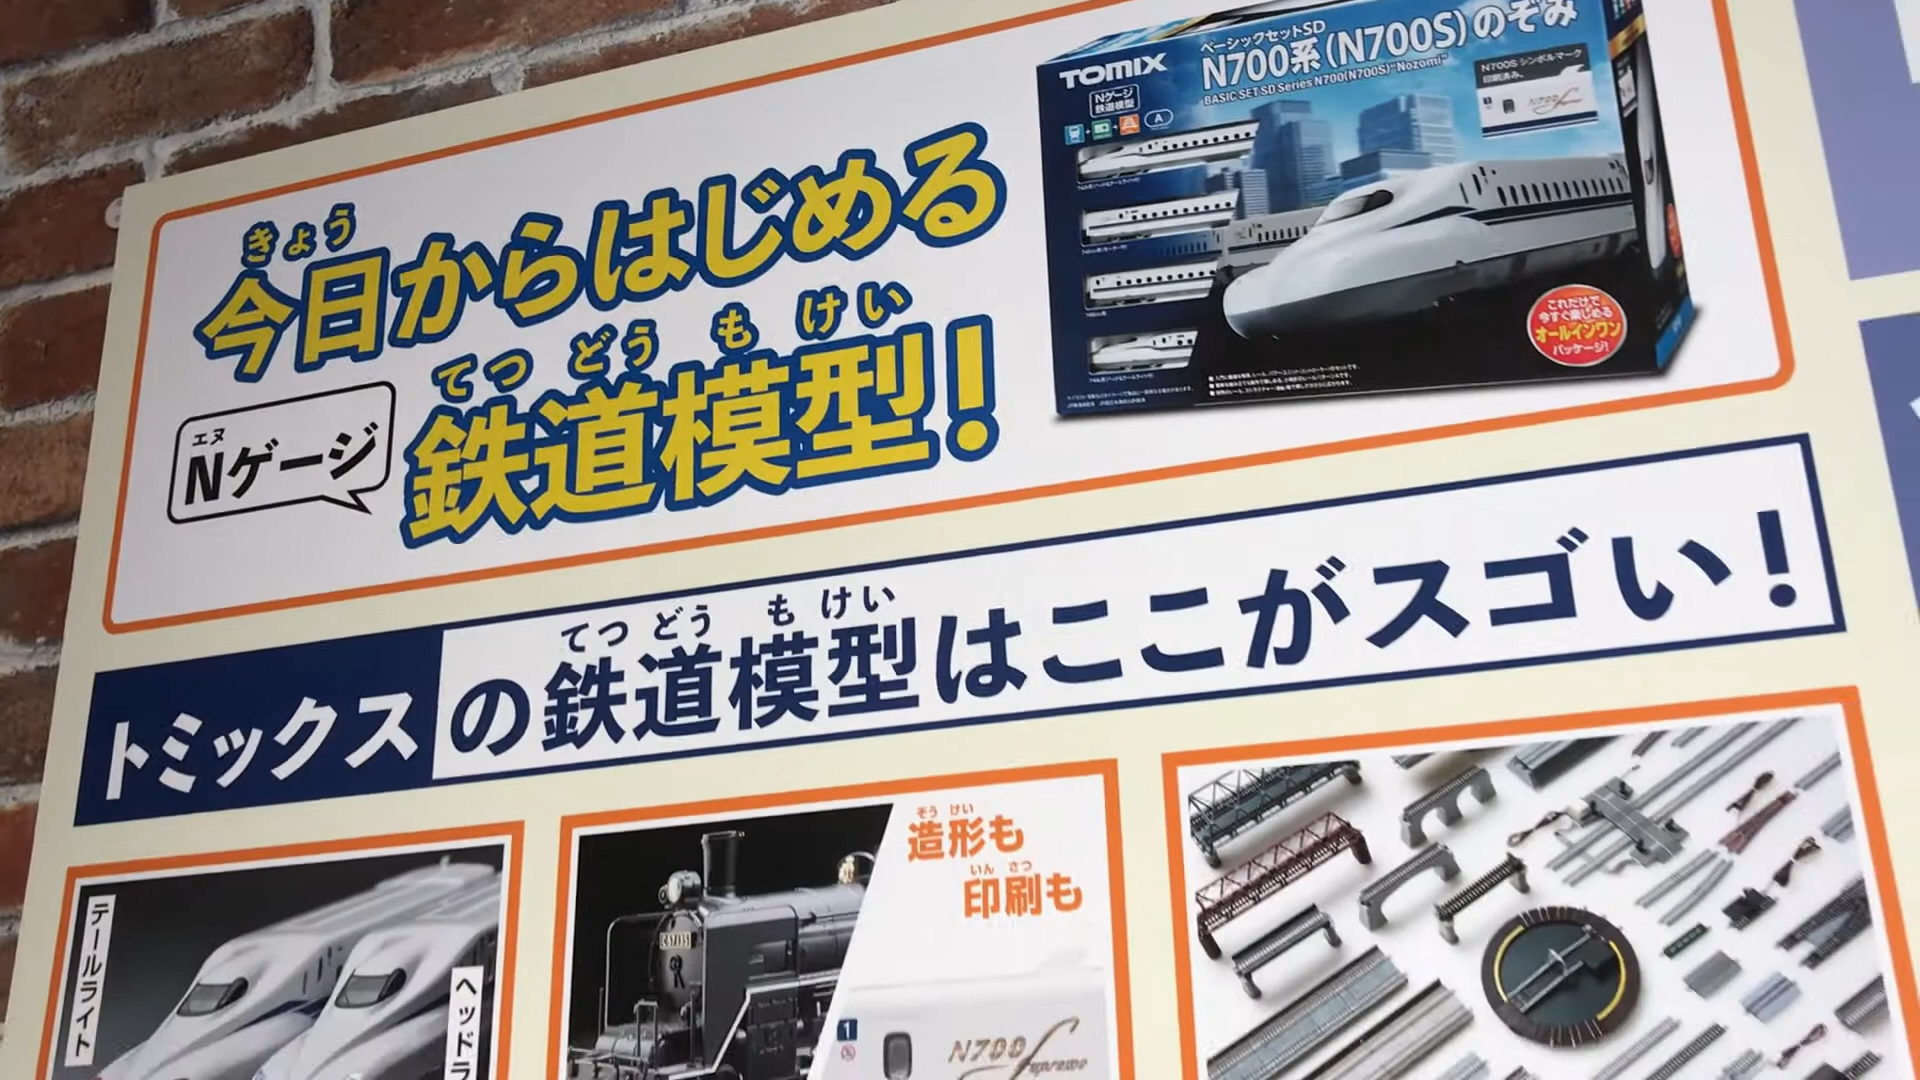 きょう
今日からはじめる
てつ どう も けい
エヌ
Nゲージ
鉄道模型!
TOMIX
ベーシックセットSD
N700系(N700S)のぞみ
BASIC SET SD Series N700(N700S)"Nozomi"
Nゲージ
鉄道模型
A
N700S シンボルマーク
印刷済み。
これだけで
今すぐ楽しめる
オールインワン
パッケージ!
てつ どう も けい
トミックスの鉄道模型はここがスゴい!
テールライト
ヘッドラ
ぞう けい
造形も
いん さつ
印刷も
1
N700 Supreme